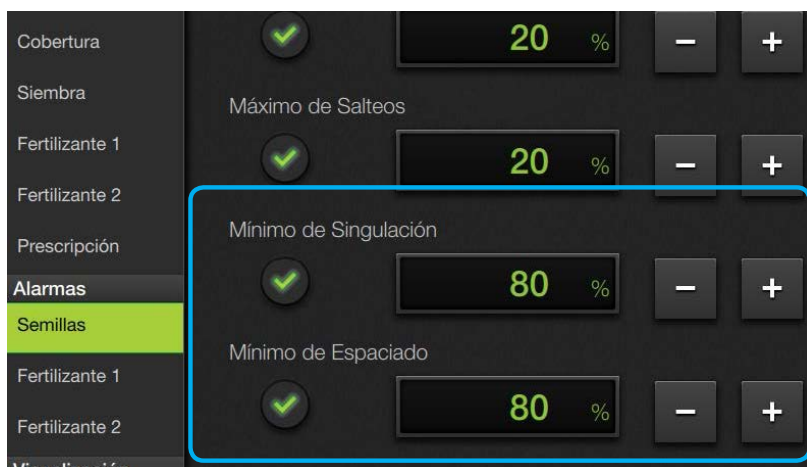 Cobertura
20 %
- +
Siembra
Máximo de Salteos
Fertilizante 1
20 %
- +
Fertilizante 2
Prescripción
Mínimo de Singulación
Alarmas
80 %
- +
Semillas
Mínimo de Espaciado
Fertilizante 1
80 %
- +
Fertilizante 2
Visualización